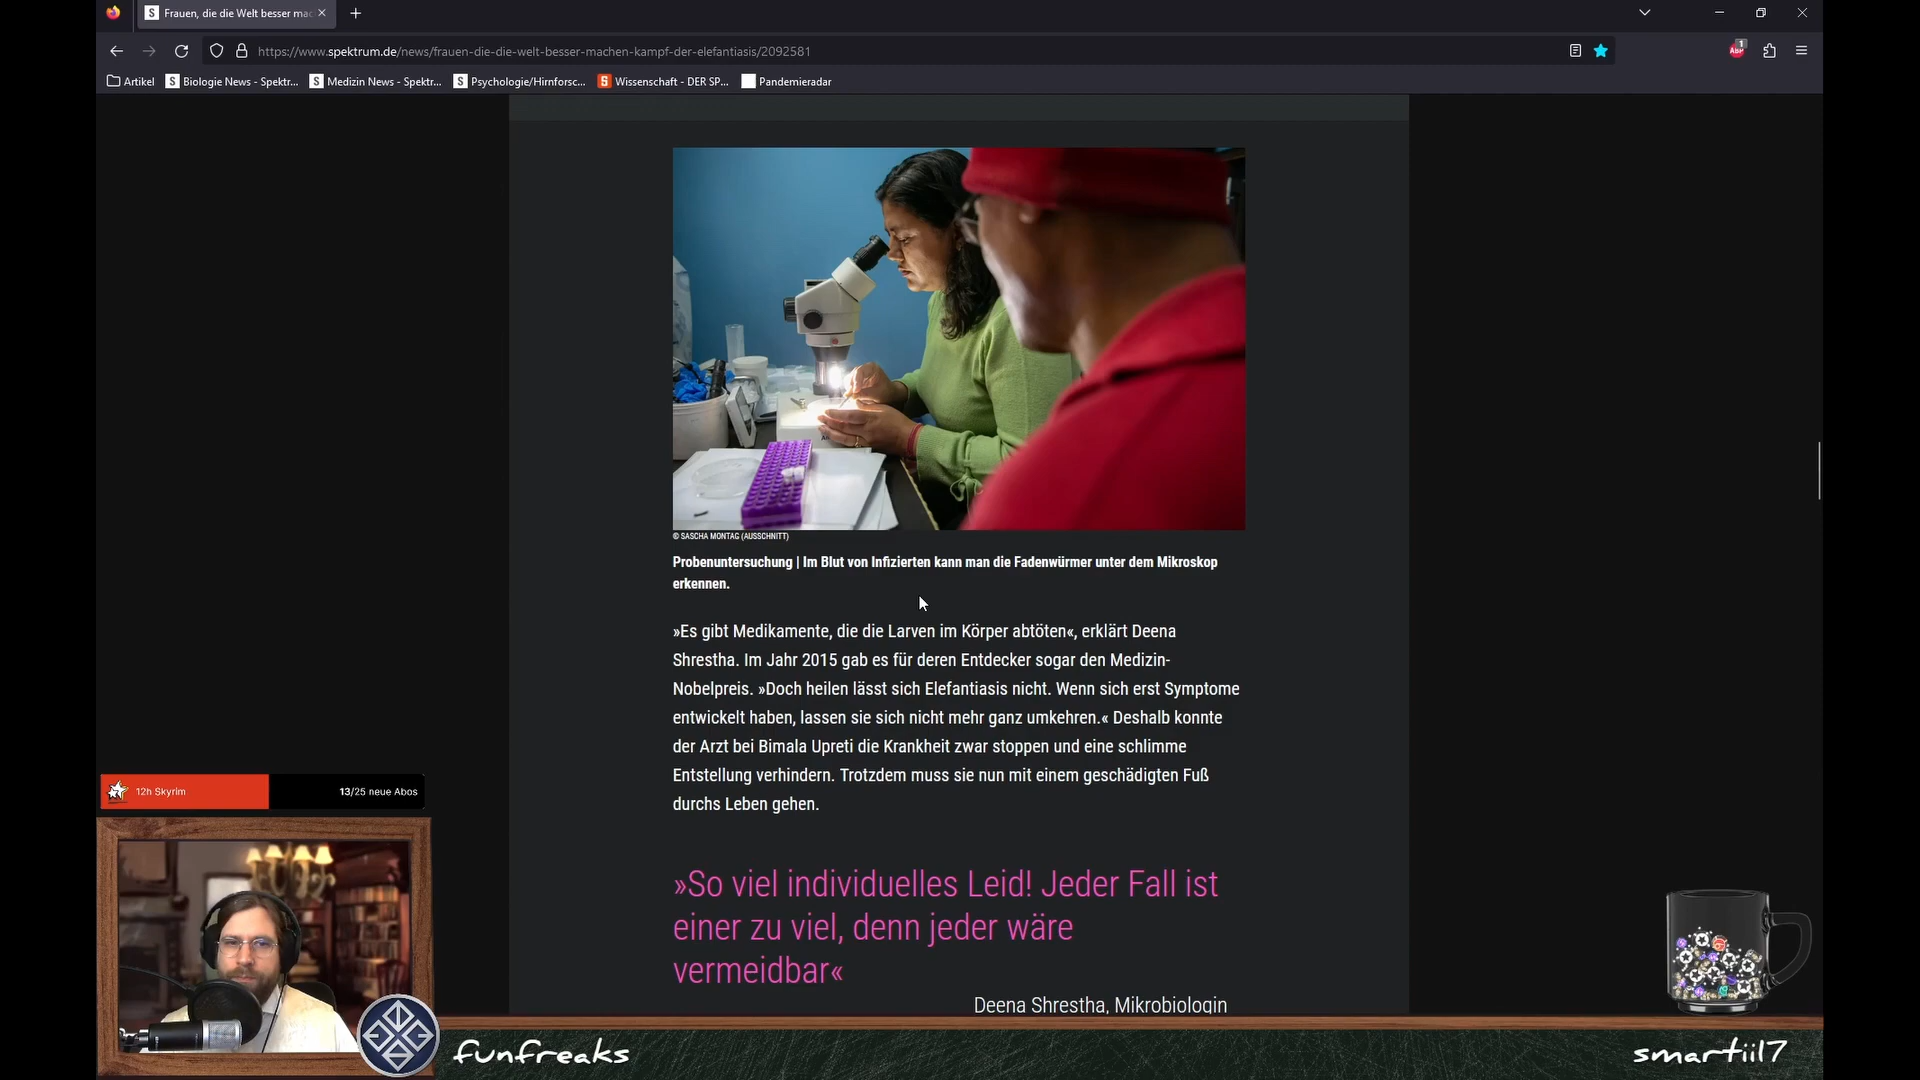 Frauen, die die Welt besser mac
https://www.spektrum.de/news/frauen-die-die-welt-besser-machen-kampf-der-elefantiasis/2092581
ABP 1
Artikel
Biologie News - Spektr...
Medizin News - Spektr...
Psychologie/Hirnforsc...
Wissenschaft - DER SP...
Pandemieradar
© SASCHA MONTAG (AUSSCHNITT)
Probenuntersuchung | Im Blut von Infizierten kann man die Fadenwürmer unter dem Mikroskop
erkennen.
»Es gibt Medikamente, die die Larven im Körper abtöten«, erklärt Deena
Shrestha. Im Jahr 2015 gab es für deren Entdecker sogar den Medizin-
Nobelpreis. »Doch heilen lässt sich Elefantiasis nicht. Wenn sich erst Symptome
entwickelt haben, lassen sie sich nicht mehr ganz umkehren.« Deshalb konnte
der Arzt bei Bimala Upreti die Krankheit zwar stoppen und eine schlimme
Entstellung verhindern. Trotzdem muss sie nun mit einem geschädigten Fuß
durchs Leben gehen.
»So viel individuelles Leid! Jeder Fall ist
einer zu viel, denn jeder wäre
vermeidbar«
Deena Shrestha, Mikrobiologin
12h Skyrim
13/25 neue Abos
funfreaks
smartiil7